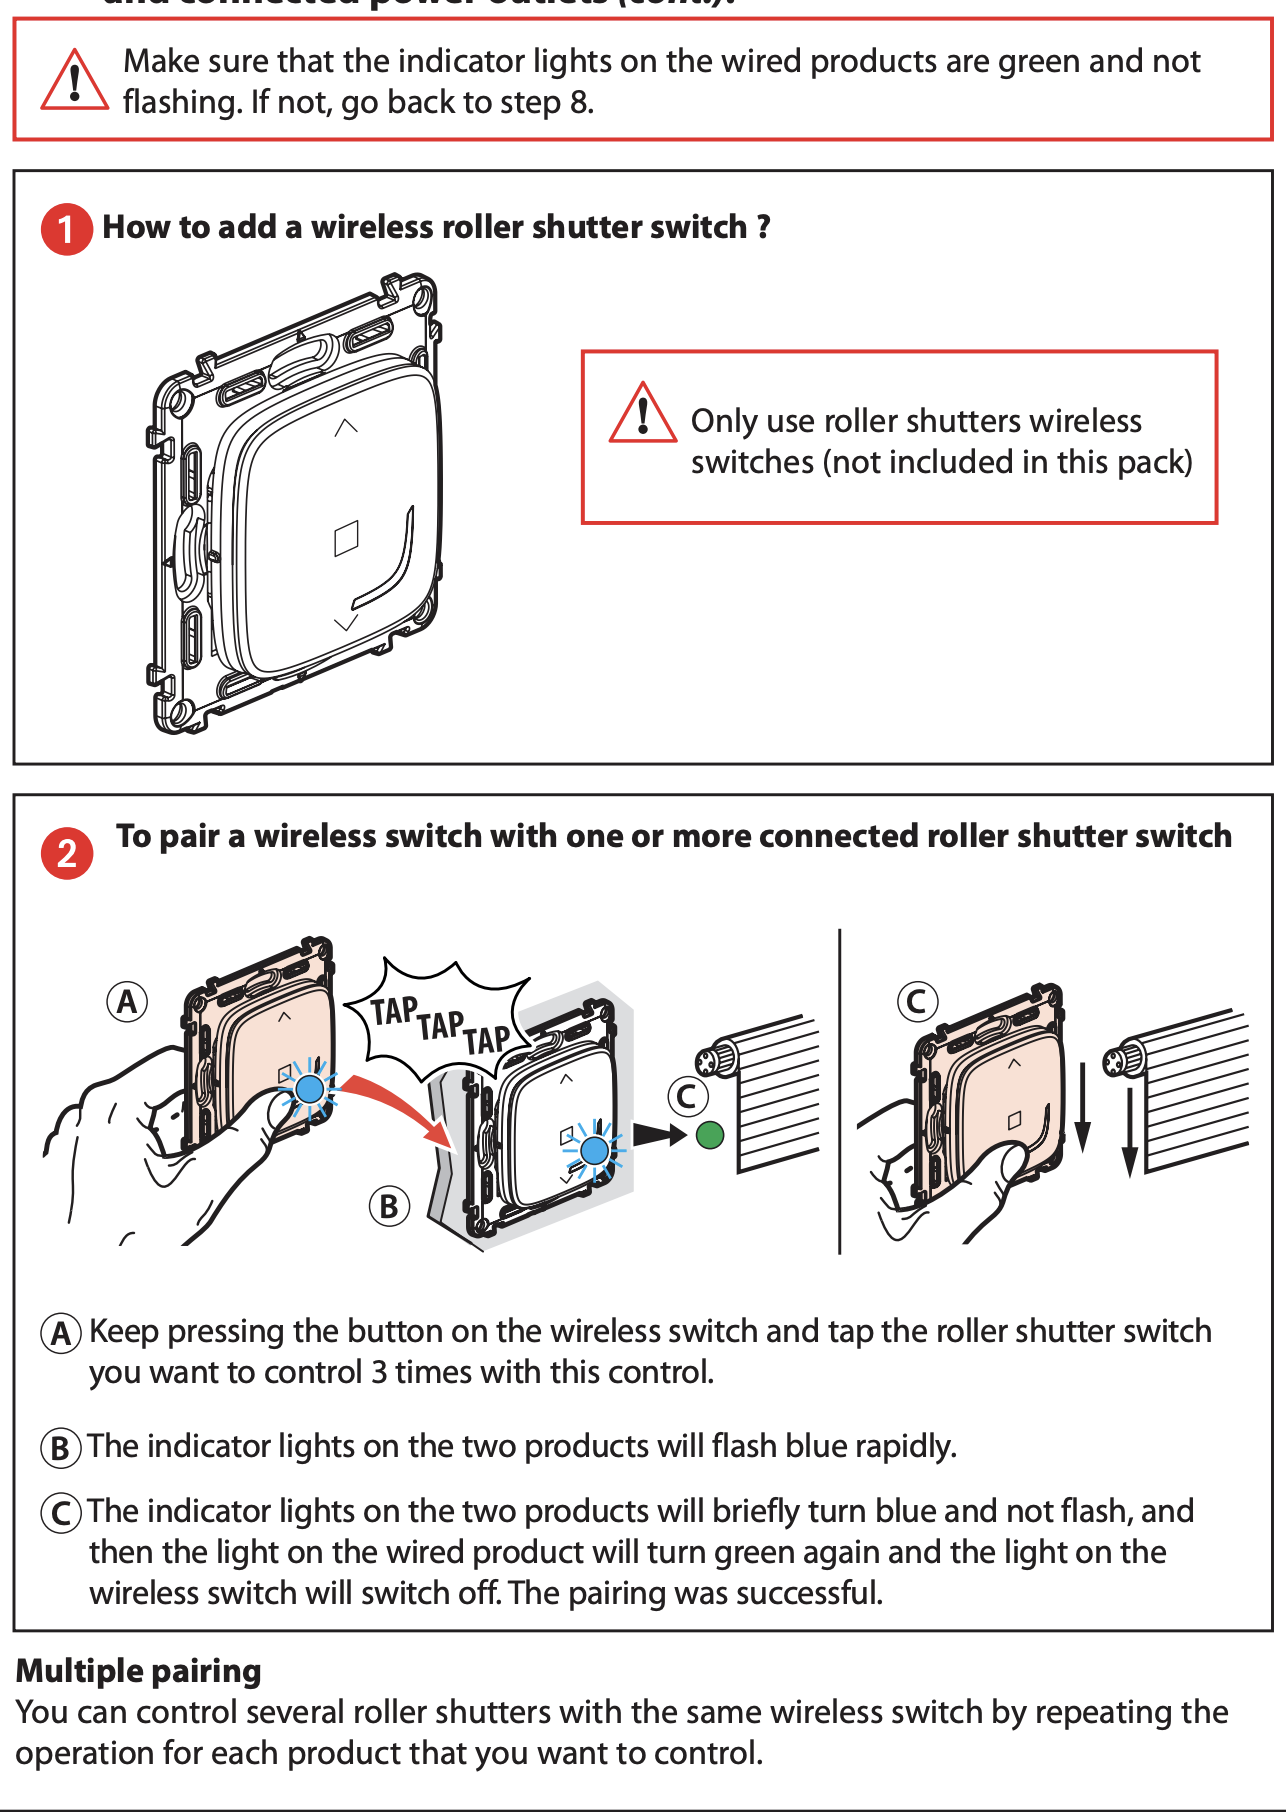 and connected power outlets (cont.).
Make sure that the indicator lights on the wired products are green and not
flashing. If not, go back to step 8.
1 How to add a wireless roller shutter switch ?
Only use roller shutters wireless
switches (not included in this pack)
2 To pair a wireless switch with one or more connected roller shutter switch
A
TAP
TAP
TAP
B
C
C
A Keep pressing the button on the wireless switch and tap the roller shutter switch
you want to control 3 times with this control.
B The indicator lights on the two products will flash blue rapidly.
C The indicator lights on the two products will briefly turn blue and not flash, and
then the light on the wired product will turn green again and the light on the
wireless switch will switch off. The pairing was successful.
Multiple pairing
You can control several roller shutters with the same wireless switch by repeating the
operation for each product that you want to control.